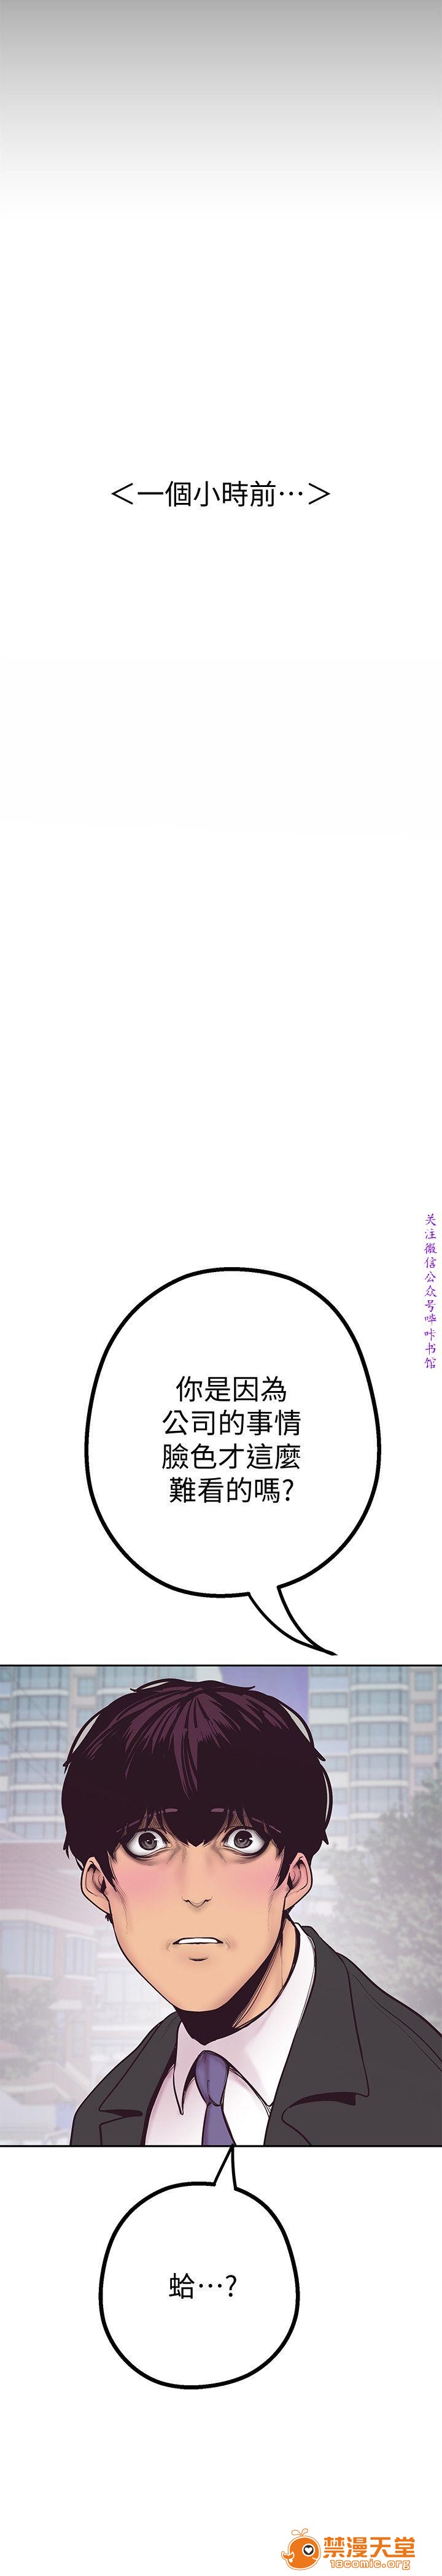 ＜一個小時前…＞
关注微信公众号哔咔书馆
你是因為
公司的事情
臉色才這麼
難看的嗎?
蛤…?
禁漫天堂
18comic.org